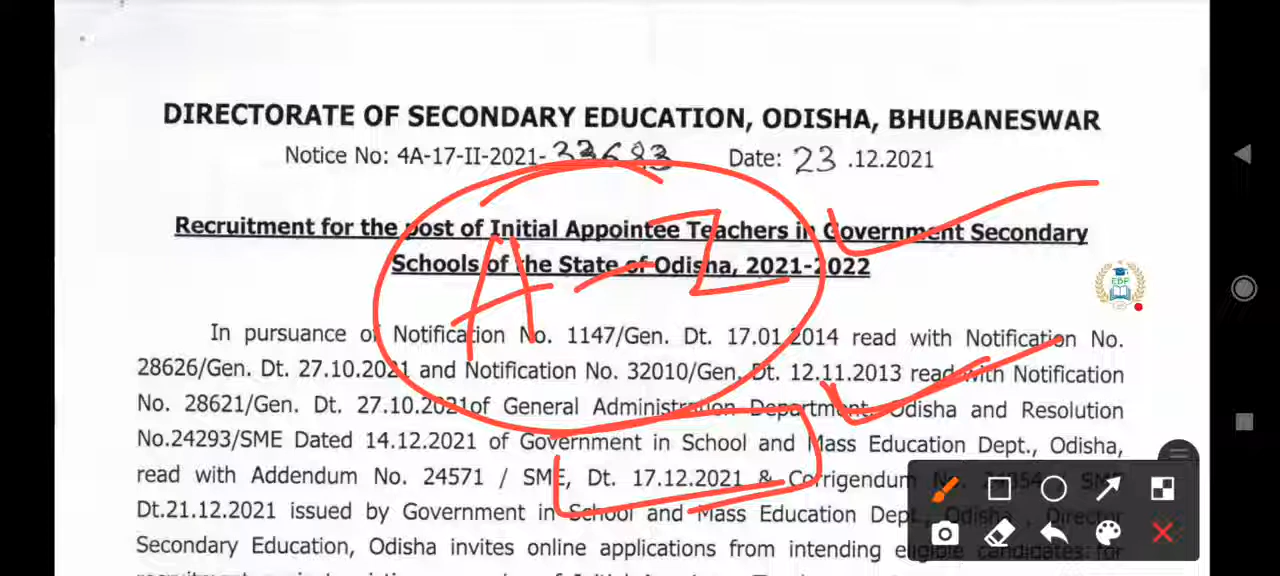 DIRECTORATE OF SECONDARY EDUCATION, ODISHA, BHUBANESWAR
Notice No: 4A-17-II-2021-33683 Date: 23 .12.2021
Recruitment for the post of Initial Appointee Teachers in Government Secondary
Schools of the State of Odisha, 2021-2022
A-Z
EBP
In pursuance of Notification No. 1147/Gen. Dt. 17.01.2014 read with Notification No.
28626/Gen. Dt. 27.10.2021 and Notification No. 32010/Gen. Dt. 12.11.2013 read with Notification
No. 28621/Gen. Dt. 27.10.2021of General Administration Department, Odisha and Resolution
No.24293/SME Dated 14.12.2021 of Government in School and Mass Education Dept., Odisha,
read with Addendum No. 24571 / SME, Dt. 17.12.2021 & Corrigendum
Dt.21.12.2021 issued by Government in School and Mass Education Dept., Odisha , Director
Secondary Education, Odisha invites online applications from intending eligible candidates for